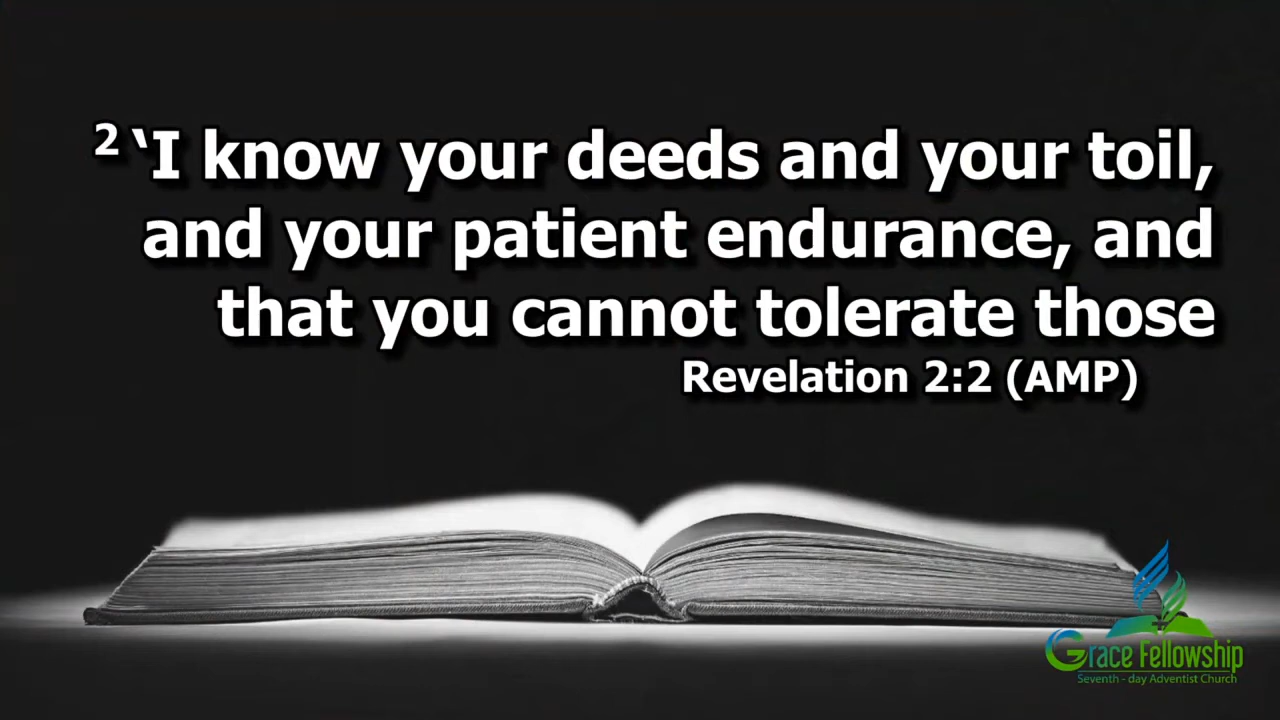 2 ‘I know your deeds and your toil,
and your patient endurance, and
that you cannot tolerate those
Revelation 2:2 (AMP)
Grace Fellowship
Seventh - day Adventist Church